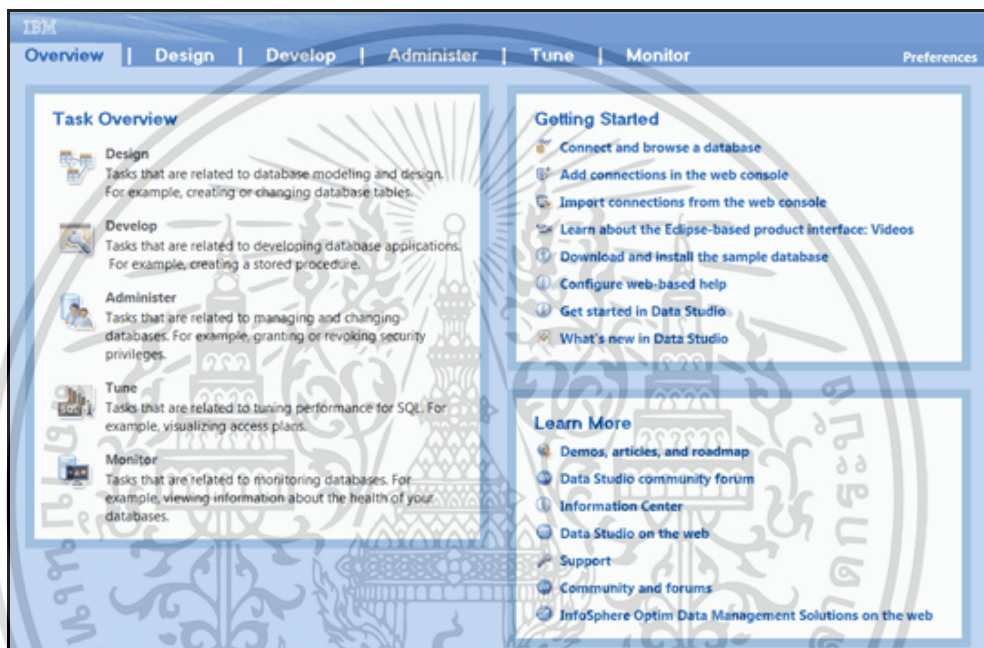 IBM
Overview | Design | Develop | Administer | Tune | Monitor
Preferences
Task Overview
Design
Tasks that are related to database modeling and design.
For example, creating or changing database tables.
Develop
Tasks that are related to developing database applications.
For example, creating a stored procedure.
Administer
Tasks that are related to managing and changing
databases. For example, granting or revoking security
privileges.
Tune
Tasks that are related to tuning performance for SQL. For
example, visualizing access plans.
Monitor
Tasks that are related to monitoring databases. For
example, viewing information about the health of your
databases.
Getting Started
Connect and browse a database
Add connections in the web console
Import connections from the web console
Learn about the Eclipse-based product interface: Videos
Download and install the sample database
Configure web-based help
Get started in Data Studio
What's new in Data Studio
Learn More
Demos, articles, and roadmap
Data Studio community forum
Information Center
Data Studio on the web
Support
Community and forums
InfoSphere Optim Data Management Solutions on the web